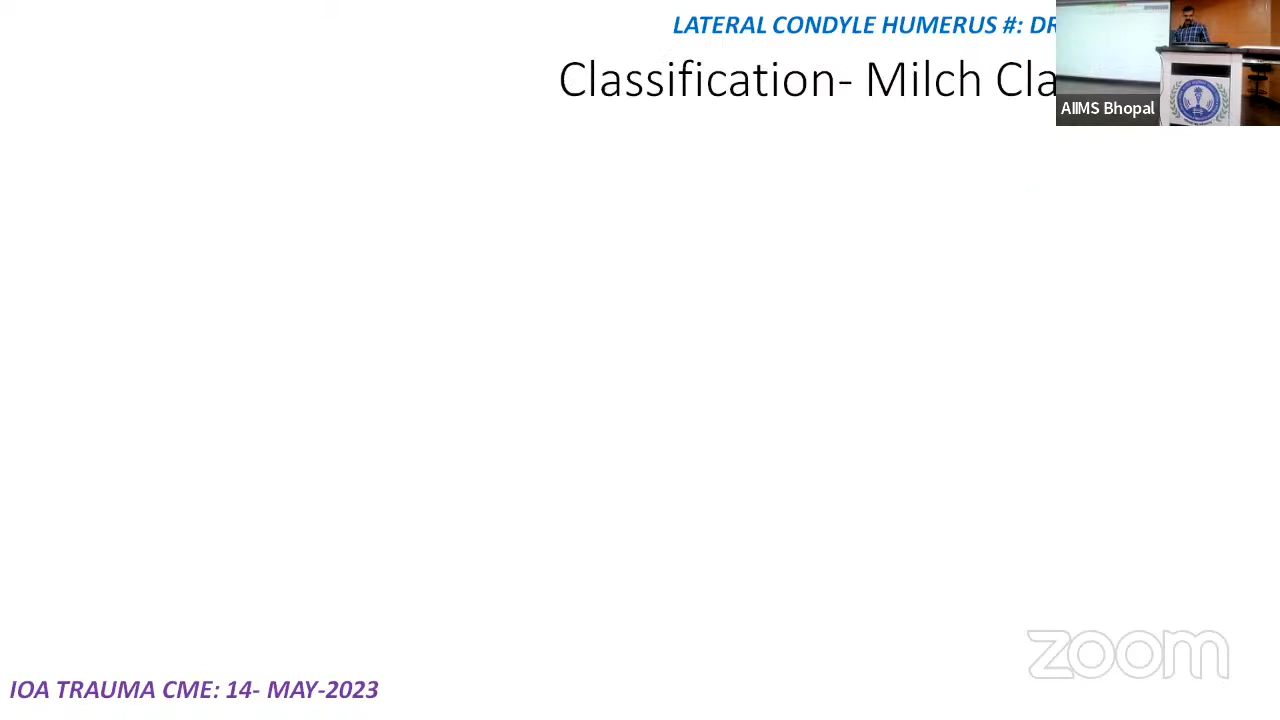 LATERAL CONDYLE HUMERUS #: DR
Classification- Milch Cla
AIIMS Bhopal
zoom
IOA TRAUMA CME: 14- MAY-2023